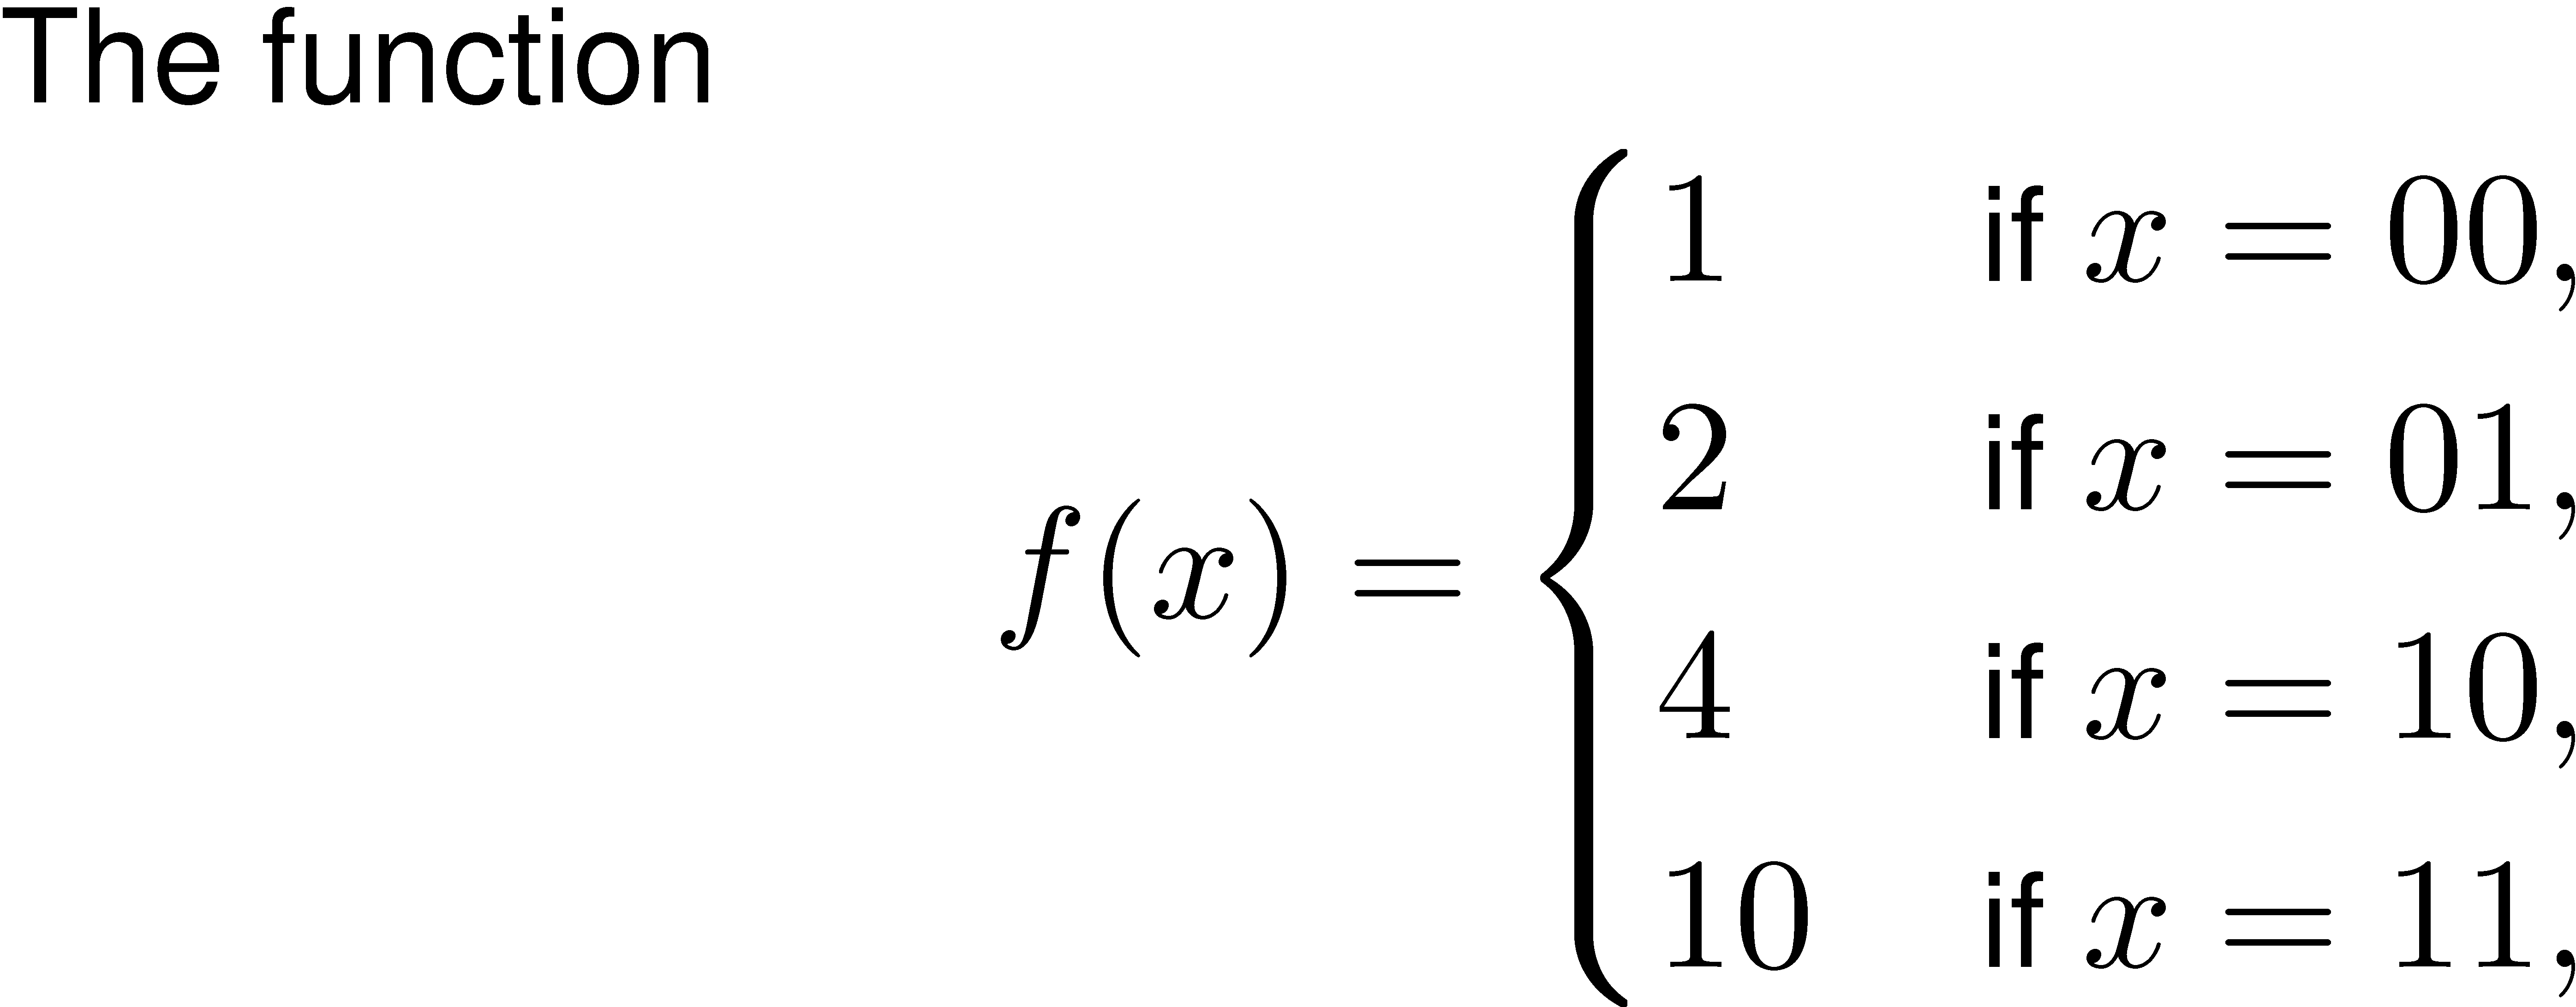 The function
f(x) = { 1 if x = 00,
2 if x = 01,
4 if x = 10,
10 if x = 11,